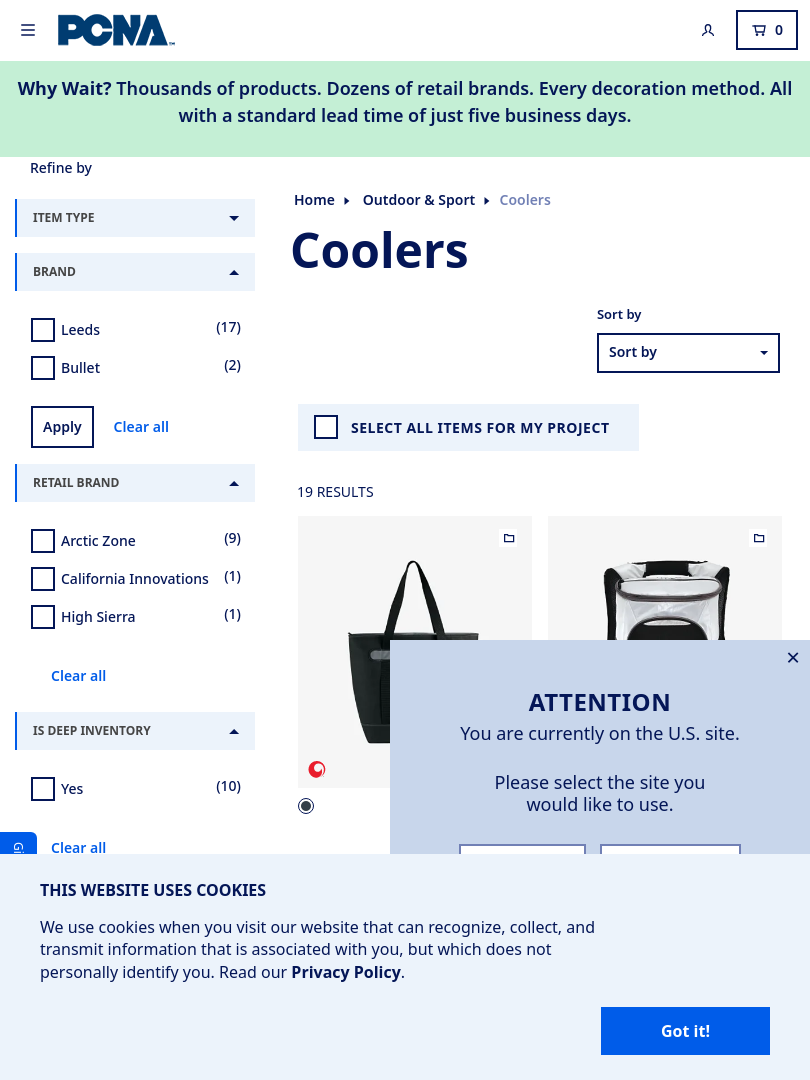 PCNA
0
Why Wait? Thousands of products. Dozens of retail brands. Every decoration method. All
with a standard lead time of just five business days.
Refine by
ITEM TYPE
BRAND
Leeds (17)
Bullet (2)
Apply Clear all
RETAIL BRAND
Arctic Zone (9)
California Innovations (1)
High Sierra (1)
Clear all
IS DEEP INVENTORY
Yes (10)
Clear all
Home Outdoor & Sport Coolers
Coolers
Sort by
Sort by
SELECT ALL ITEMS FOR MY PROJECT
19 RESULTS
ATTENTION
You are currently on the U.S. site.
Please select the site you
would like to use.
THIS WEBSITE USES COOKIES
We use cookies when you visit our website that can recognize, collect, and
transmit information that is associated with you, but which does not
personally identify you. Read our Privacy Policy.
Got it!